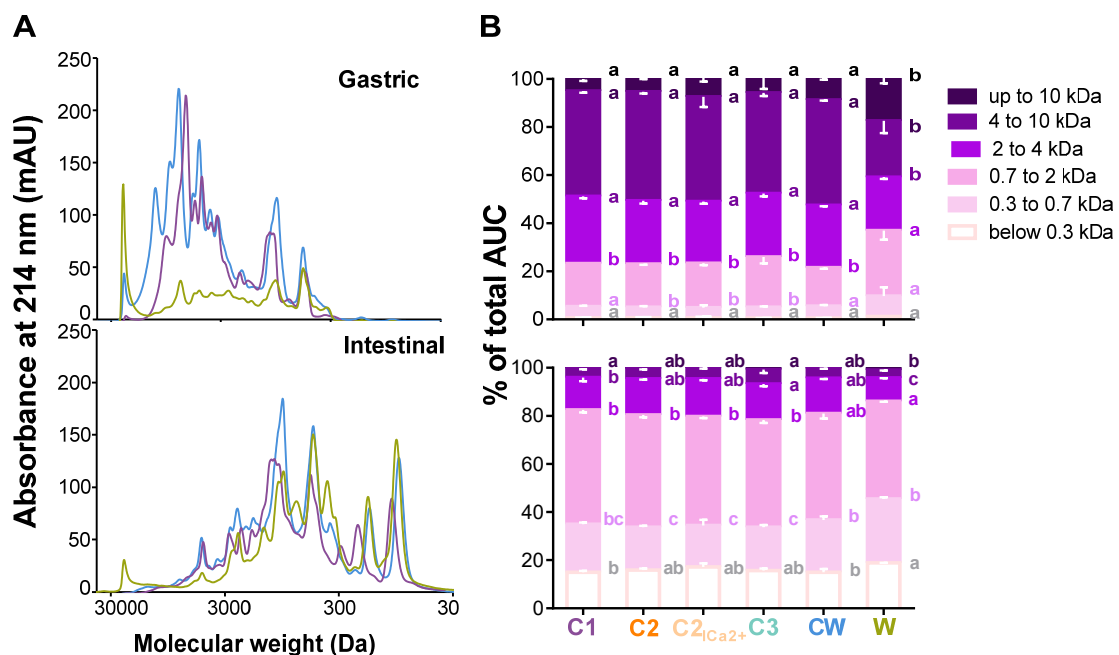 A
B
250
200
150
100
50
0
Gastric
250
200
150
100
50
0
Intestinal
Absorbance at 214 nm (mAU)
30000 3000 300 30
Molecular weight (Da)
% of total AUC
100
80
60
40
20
0
a a a a b
a a a a b
a a a a b
b b b b a
a b b b a
a a a a a
up to 10 kDa
4 to 10 kDa
2 to 4 kDa
0.7 to 2 kDa
0.3 to 0.7 kDa
below 0.3 kDa
100
80
60
40
20
0
a ab a ab b
b ab a ab c
b b b ab a
bc c c b b
b ab ab b a
C1 C2 C2ICa2+ C3 CW W